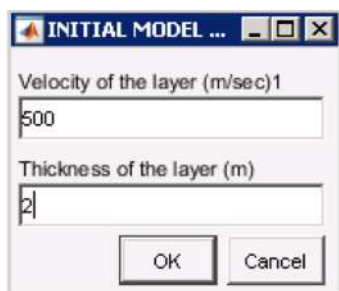 INITIAL MODEL ...
Velocity of the layer (m/sec)1
500
Thickness of the layer (m)
2
OK Cancel